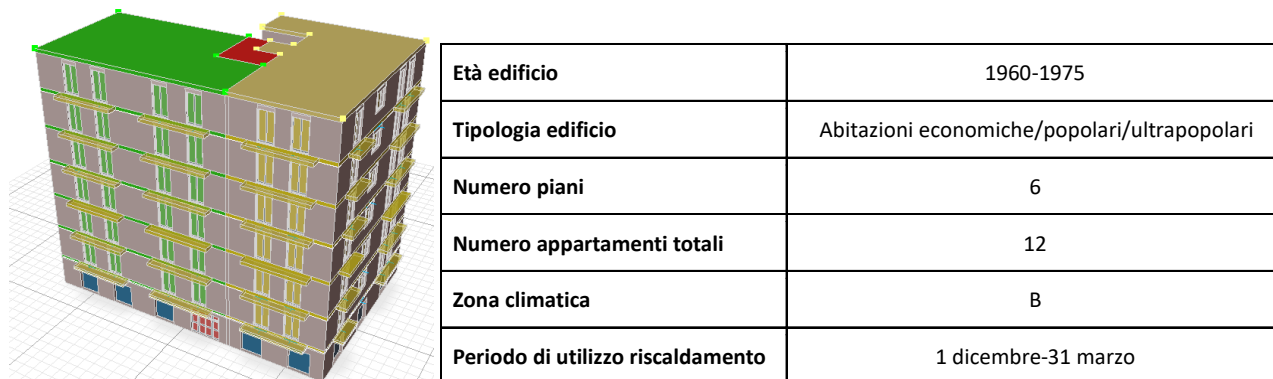 Età edificio 1960-1975
Tipologia edificio Abitazioni economiche/popolari/ultrapopolari
Numero piani 6
Numero appartamenti totali 12
Zona climatica B
Periodo di utilizzo riscaldamento 1 dicembre-31 marzo